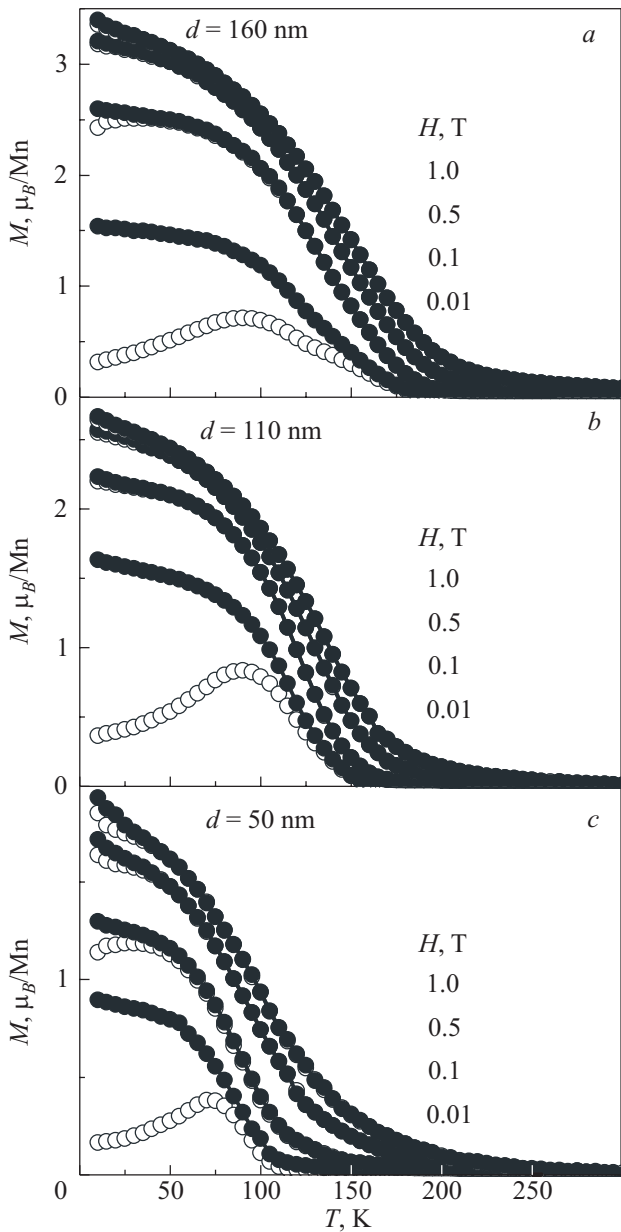 d = 160 nm
a
3
H, T
1.0
2
0.5
0.1
1
0.01
M, μB/Mn
0
d = 110 nm
b
2
H, T
1.0
0.5
1
0.1
0.01
M, μB/Mn
0
d = 50 nm
c
H, T
1
1.0
0.5
0.1
0.01
M, μB/Mn
0 50 100 150 200 250
T, K